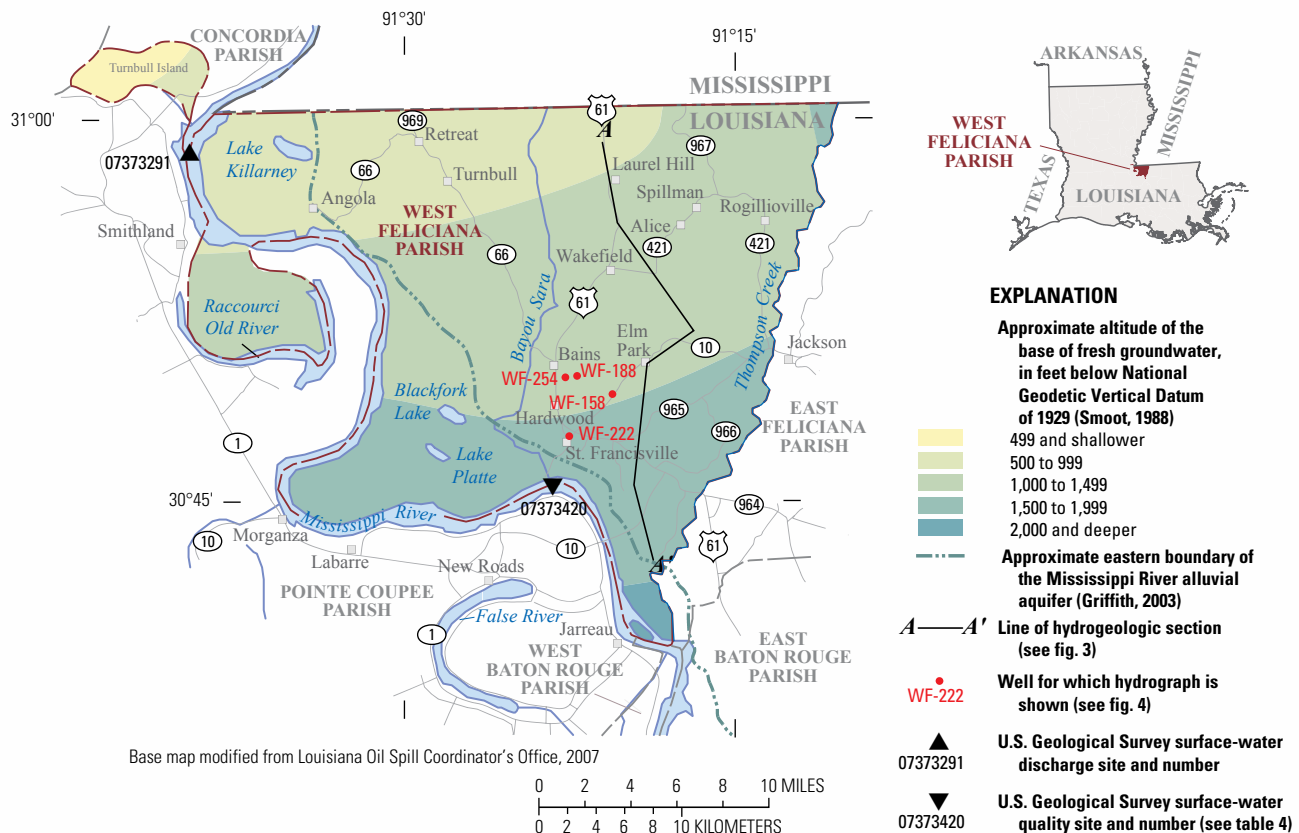 91°30'
91°15'
CONCORDIA
PARISH
Turnbull Island
MISSISSIPPI
LOUISIANA
31°00'
61
A
969
Retreat
967
07373291
Lake
Killarney
66
Turnbull
Laurel Hill
Spillman
Angola
Rogillioville
WEST
FELICIANA
PARISH
Alice
421
421
Smithland
66
Wakefield
Bayou Sara
61
Thompson Creek
Raccourci
Old River
Elm
Park
10
Jackson
Bains
WF-254
WF-188
WF-158
Blackfork
Lake
Hardwood
965
966
EAST
FELICIANA
PARISH
WF-222
St. Francisville
1
Lake
Platte
30°45'
07373420
964
Mississippi River
10
Morganza
10
61
Labarre
New Roads
A'
POINTE COUPEE
PARISH
False River
1
Jarreau
WEST
BATON ROUGE
PARISH
EAST
BATON ROUGE
PARISH
Base map modified from Louisiana Oil Spill Coordinator's Office, 2007
0 2 4 6 8 10 MILES
0 2 4 6 8 10 KILOMETERS
ARKANSAS
MISSISSIPPI
WEST
FELICIANA
PARISH
TEXAS
LOUISIANA
EXPLANATION
Approximate altitude of the
base of fresh groundwater,
in feet below National
Geodetic Vertical Datum
of 1929 (Smoot, 1988)
499 and shallower
500 to 999
1,000 to 1,499
1,500 to 1,999
2,000 and deeper
Approximate eastern boundary of
the Mississippi River alluvial
aquifer (Griffith, 2003)
A——A' Line of hydrogeologic section
(see fig. 3)
WF-222
Well for which hydrograph is
shown (see fig. 4)
07373291
U.S. Geological Survey surface-water
discharge site and number
07373420
U.S. Geological Survey surface-water
quality site and number (see table 4)